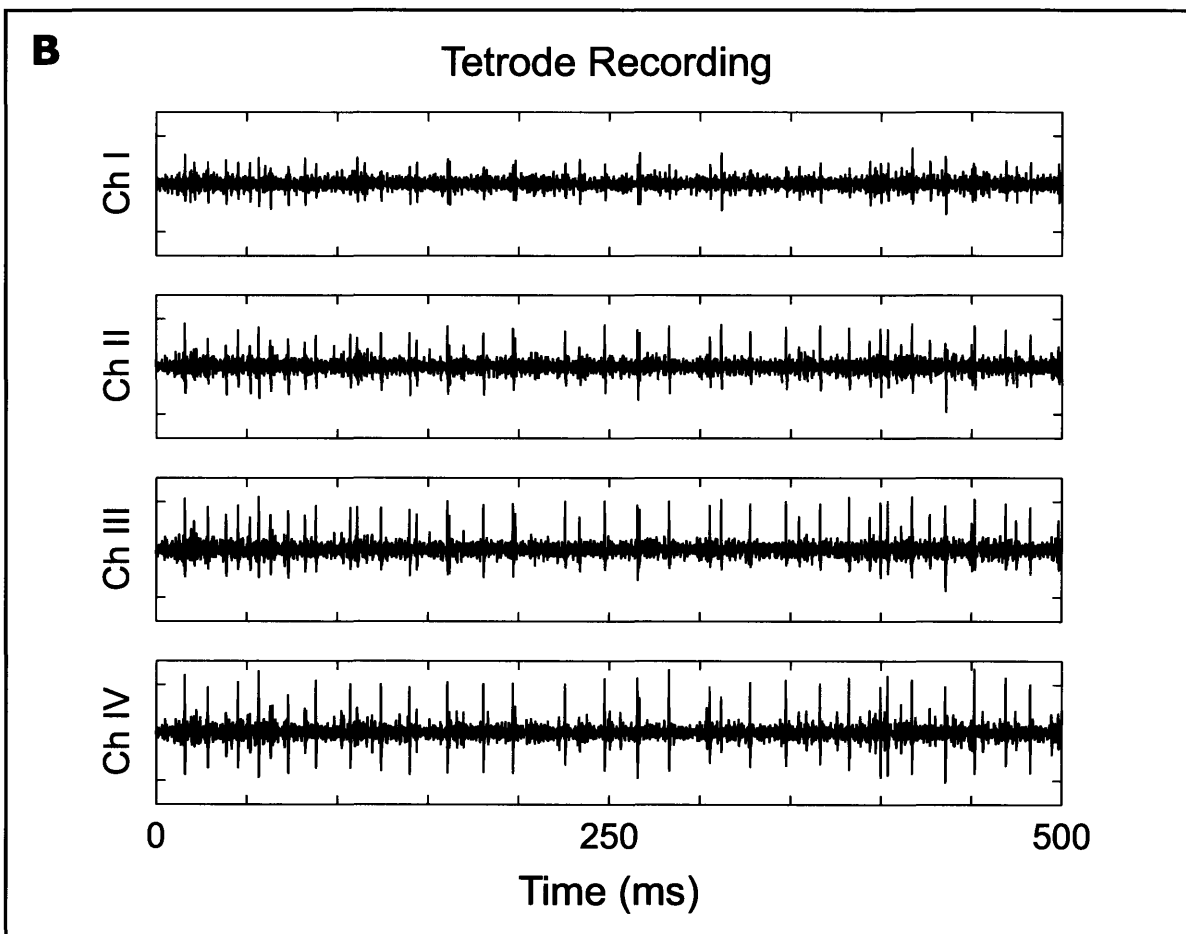 B
Tetrode Recording
Ch I
Ch II
Ch III
Ch IV
0 250 500
Time (ms)